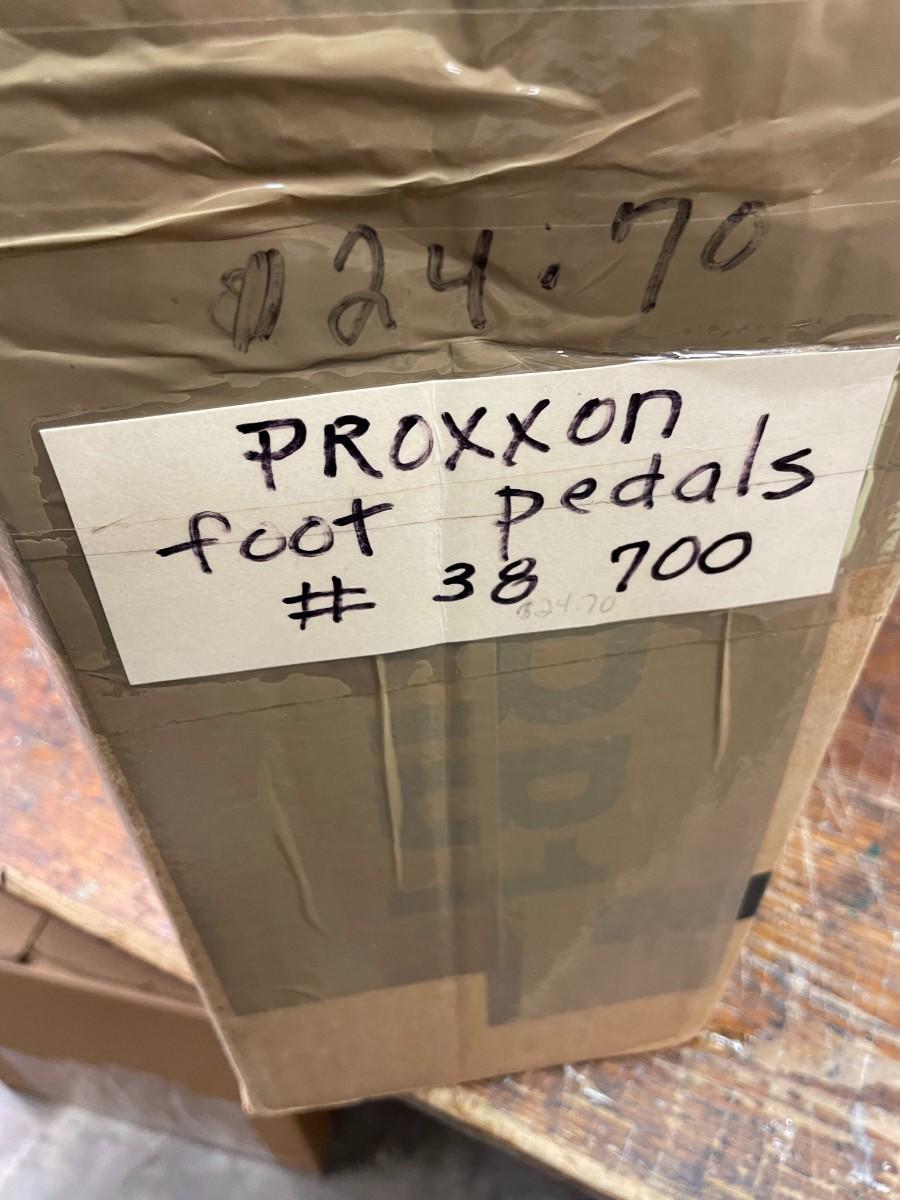 $24.70
PROXXON
foot pedals
# 38 700
$24.70